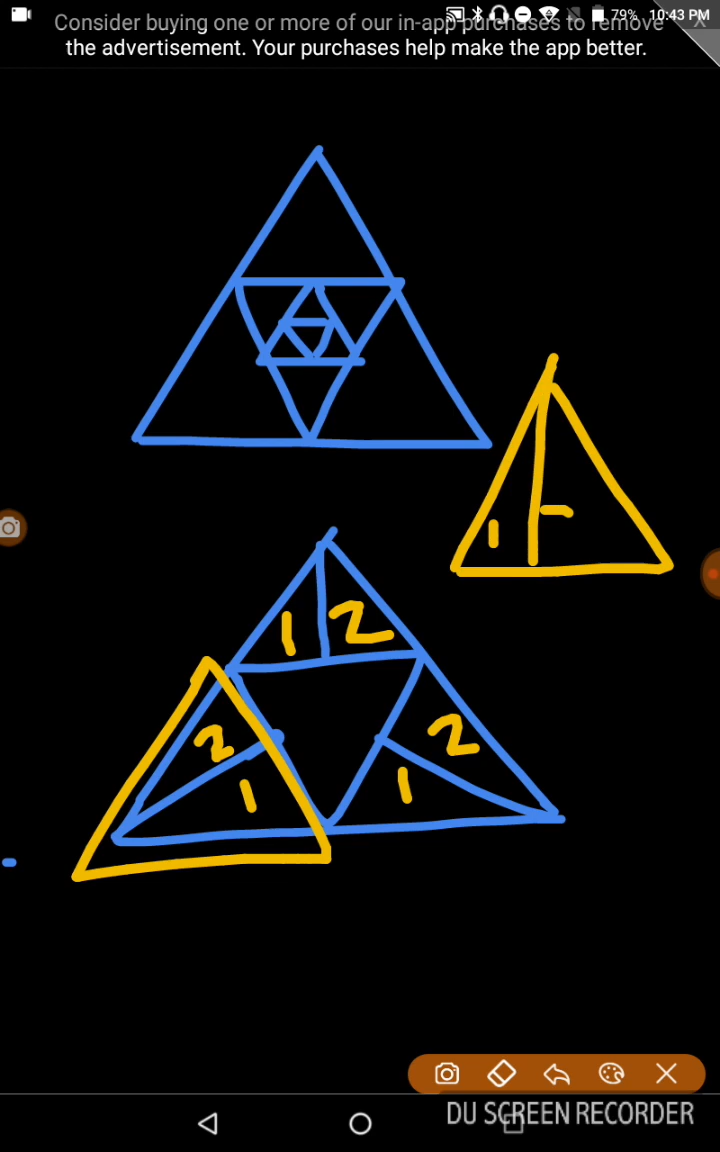 79% 10:43 PM
Consider buying one or more of our in-app purchases to remove X
the advertisement. Your purchases help make the app better.
1
1 2
2 2
1 1
DU SCREEN RECORDER